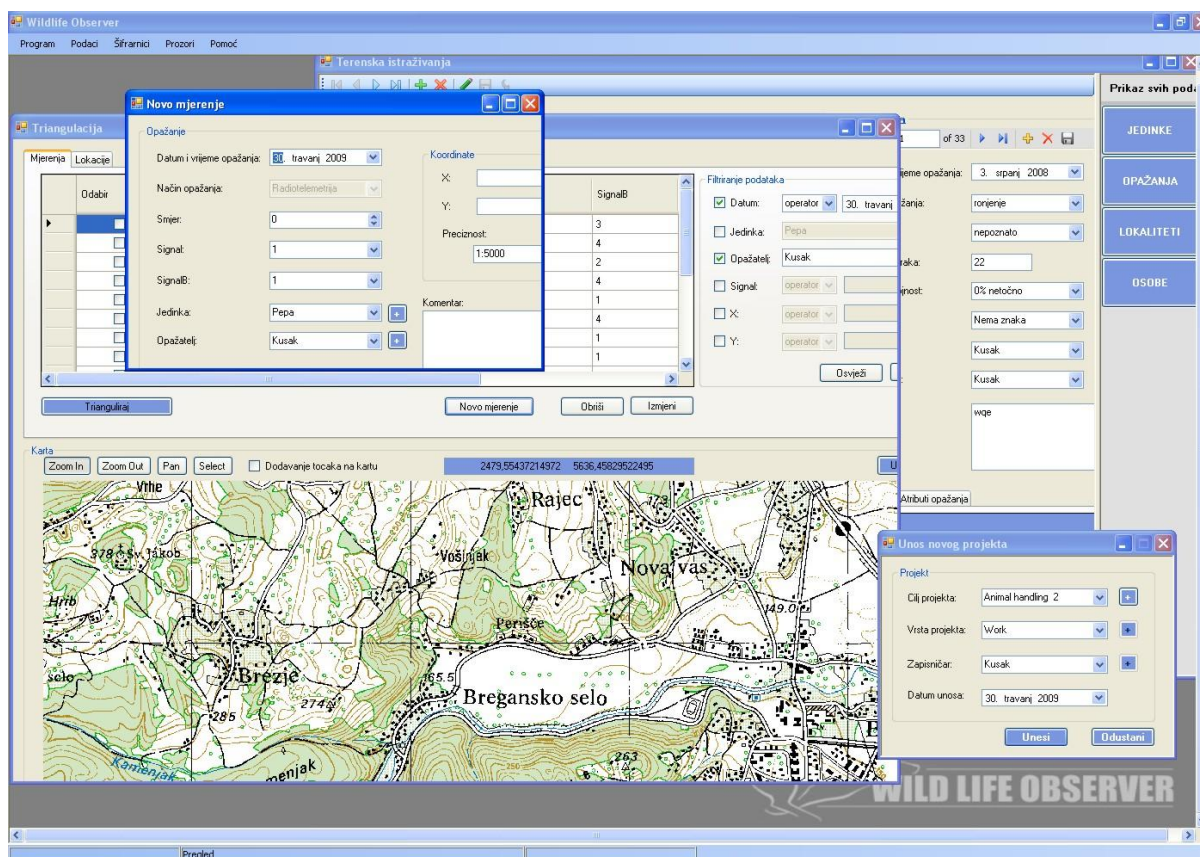 Wildlife Observer
Program Podaci Šifrarnici Prozori Pomoć
Terenska istraživanja
Prikaz svih poda
JEDINKE
OPAŽANJA
LOKALITETI
OSOBE
of 33
ijeme opažanja: 3. srpanj 2008
žanja: ronjenje
nepoznato
raka: 22
jnost: 0% netočno
Nema znaka
Kusak
Kusak
wqe
Atributi opažanja
Triangulacija
Mjerenja Lokacije
Odabir SignalB
3
4
2
4
1
4
1
1
Trianguliraj Novo mjerenje Obriši Izmjeni
Filtriranje podataka
Datum: operator 30. travanj
Jedinka: Pepa
Opažatelj: Kusak
Signal: operator
X: operator
Y: operator
Osvježi
Novo mjerenje
Opažanje
Datum i vrijeme opažanja: 30. travanj 2009
Način opažanja: Radiotelemetrija
Smjer: 0
Signal: 1
SignalB: 1
Jedinka: Pepa +
Opažatelj: Kusak +
Koordinate
X:
Y:
Preciznost:
1:5000
Komentar:
Karta
Zoom In Zoom Out Pan Select Dodavanje tocaka na kartu 2479,55437214972 5636,45829522495 U
Vrhe
Rajec
173
378 Sv. Jakob
Vošinjak
Nova vas
Hrib
149.0
Perišče
selo
Brezje
165.5
Bregansko selo
274
285
263
250
Kamenjak
menjak
Unos novog projekta
Projekt
Cilj projekta: Animal handling 2 +
Vrsta projekta: Work +
Zapisničar: Kusak +
Datum unosa: 30. travanj 2009
Unesi Odustani
WILD LIFE OBSERVER
Pregled